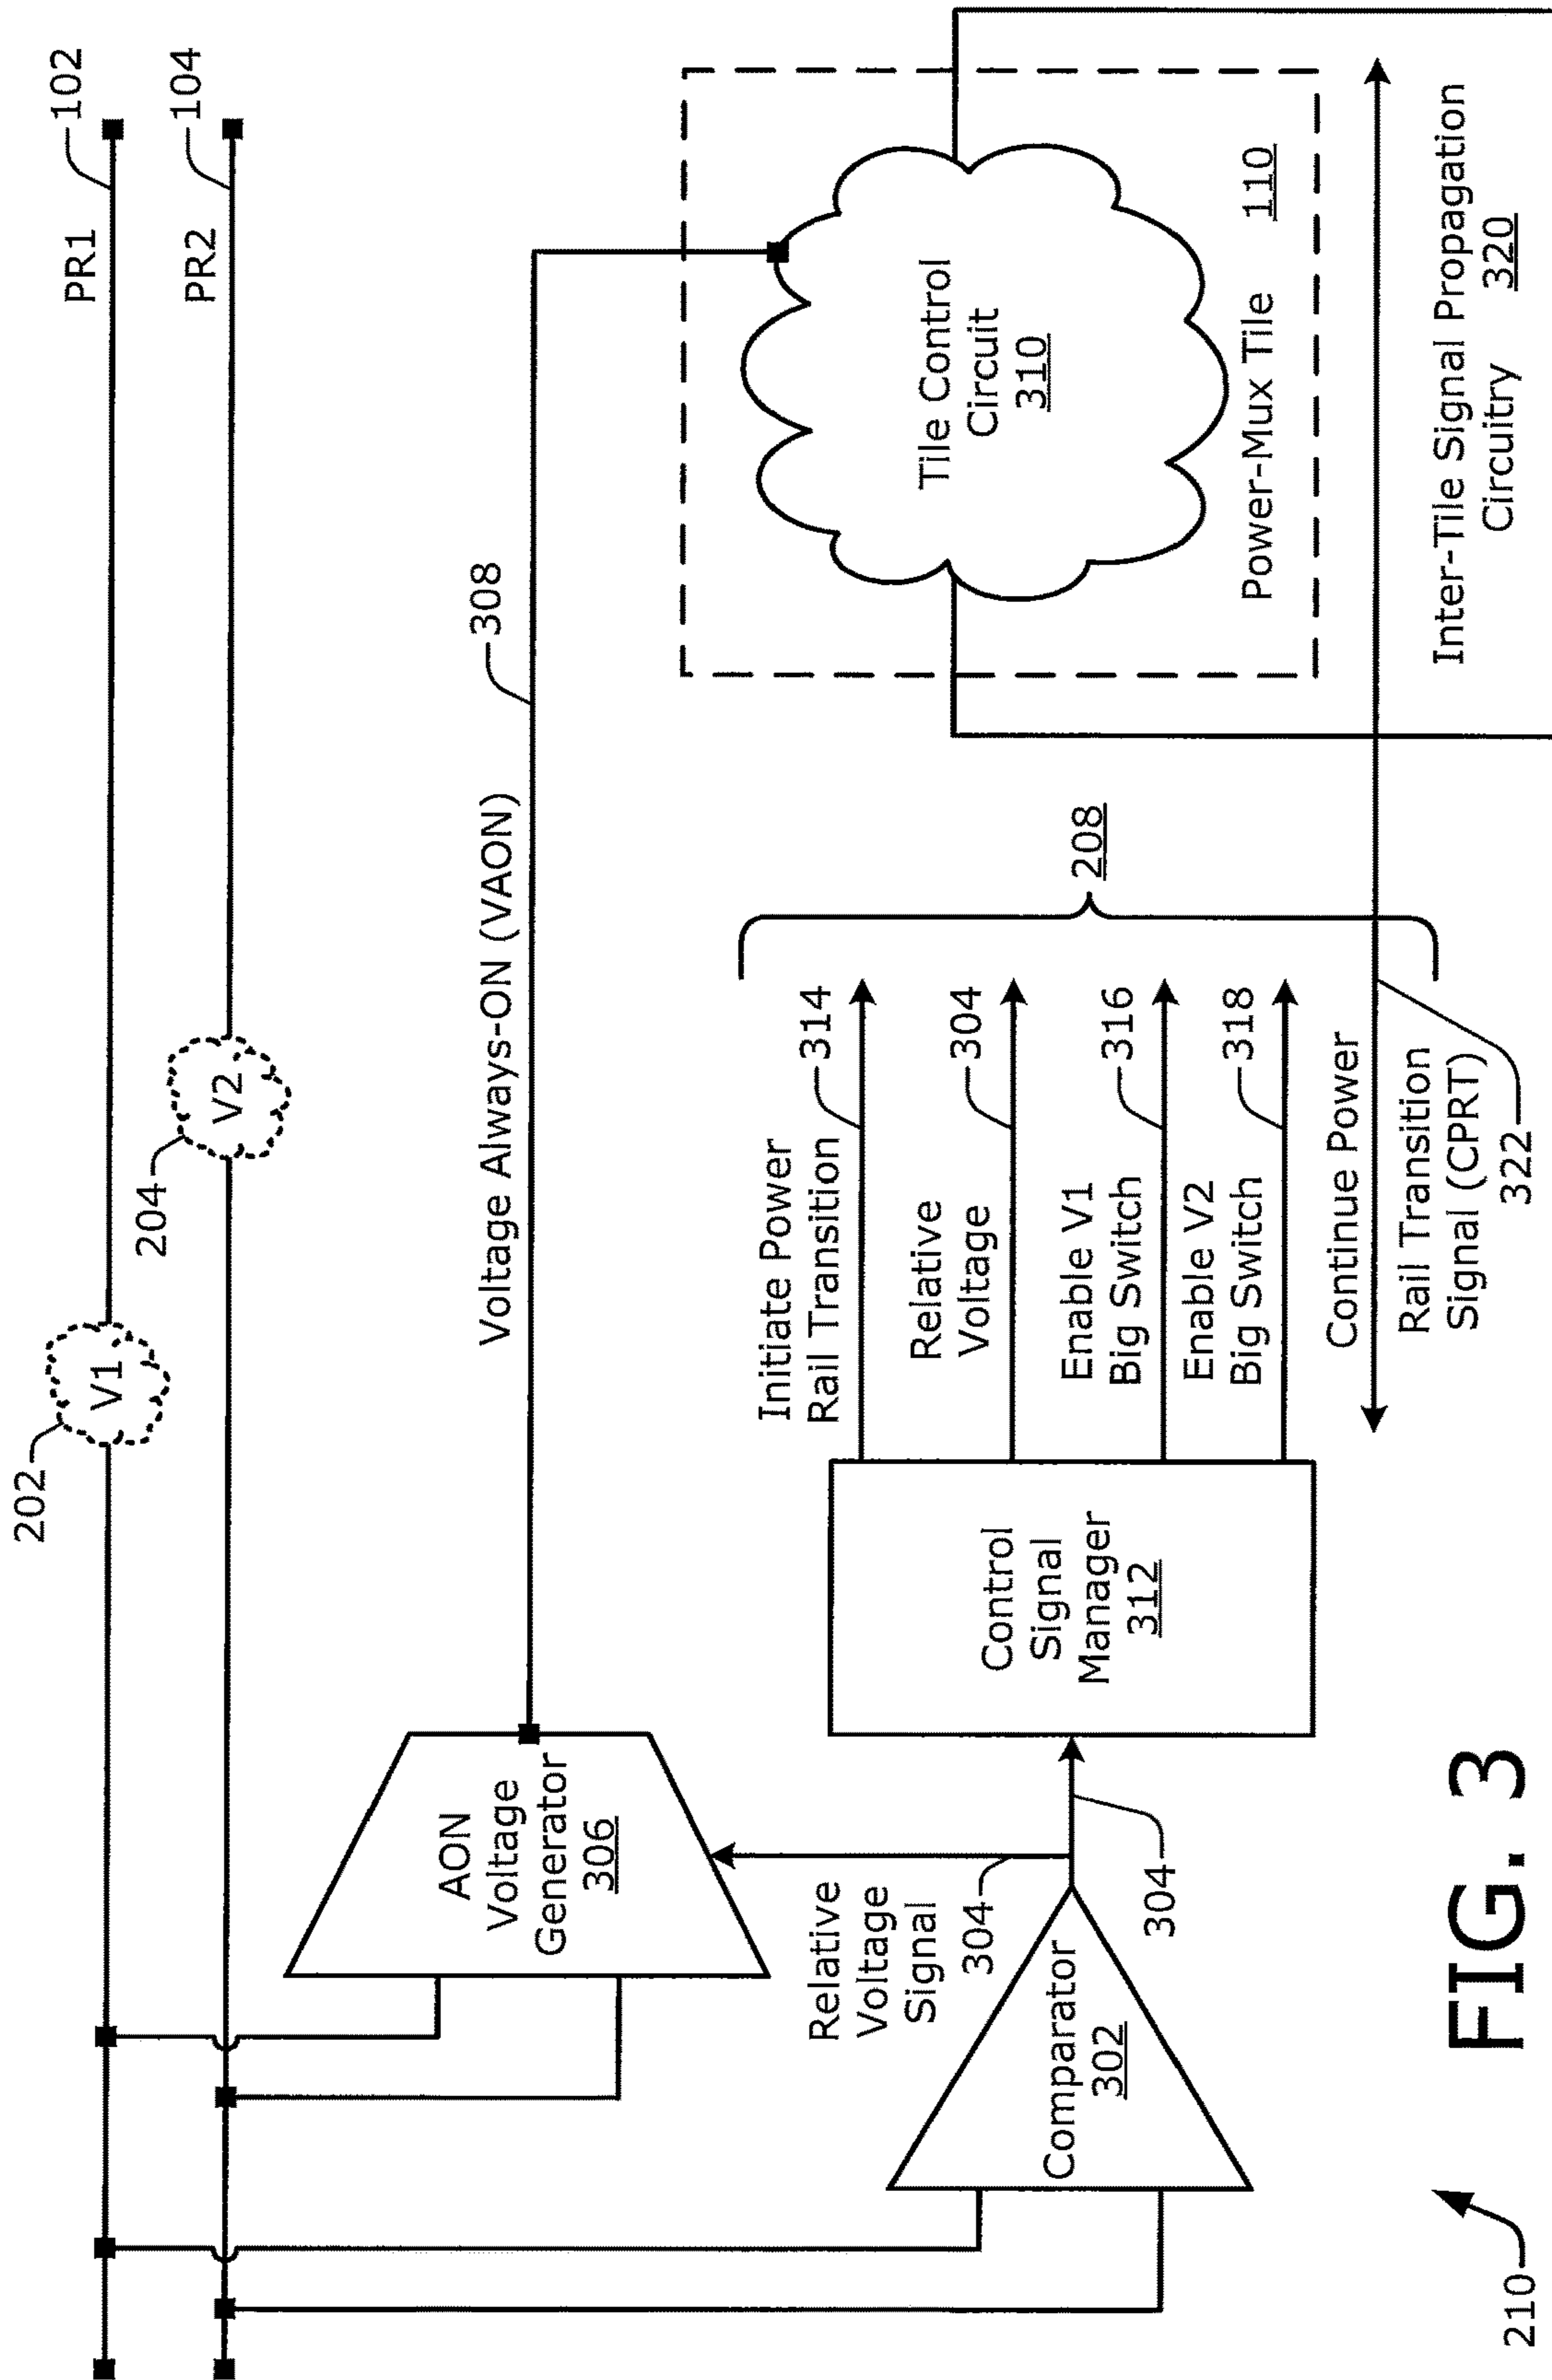 202
V1
204
V2
PR1
102
PR2
104
Voltage Always-ON (VAON)
308
AON
Voltage
Generator
306
Relative
Voltage
Signal
304
304
Comparator
302
Control
Signal
Manager
312
Initiate Power
Rail Transition
314
Relative
Voltage
304
Enable V1
Big Switch
316
Enable V2
Big Switch
318
208
Continue Power
Rail Transition
Signal (CPRT)
322
Tile Control
Circuit
310
Power-Mux Tile
110
Inter-Tile Signal Propagation
Circuitry
320
210
FIG. 3